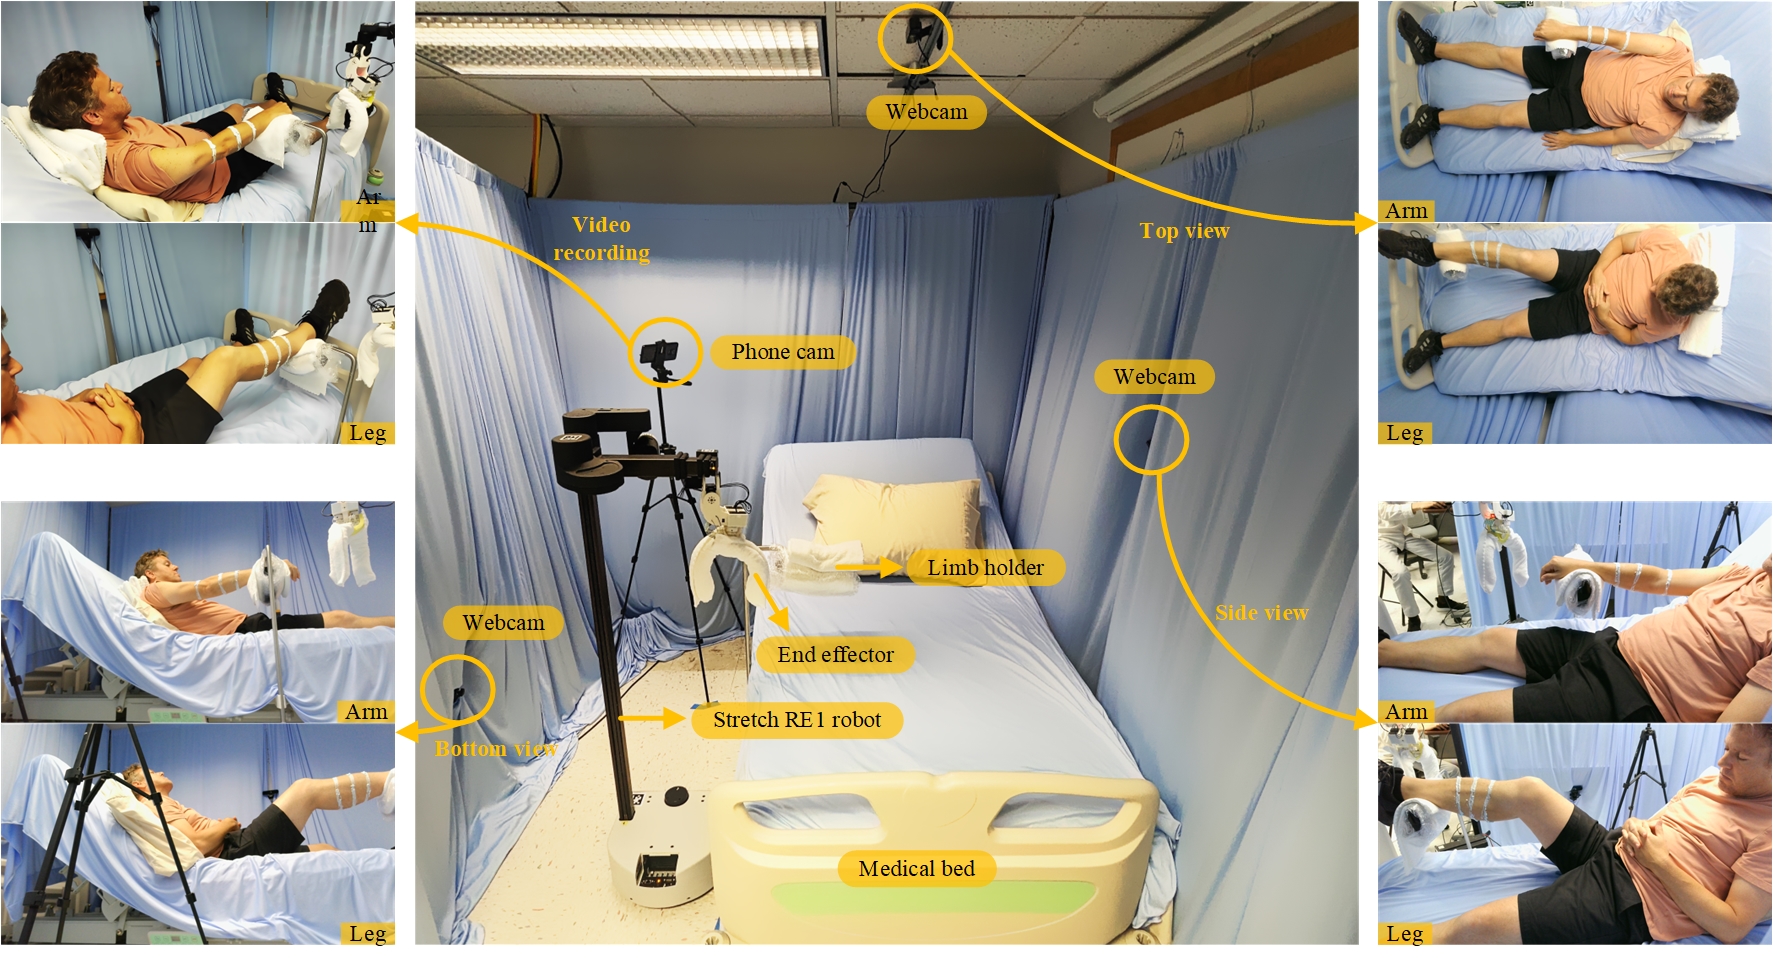 Ar
m
Leg
Arm
Leg
Webcam
Video
recording
Top view
Phone cam
Webcam
Limb holder
Side view
Webcam
End effector
Stretch RE1 robot
Bottom view
Medical bed
Arm
Leg
Arm
Leg